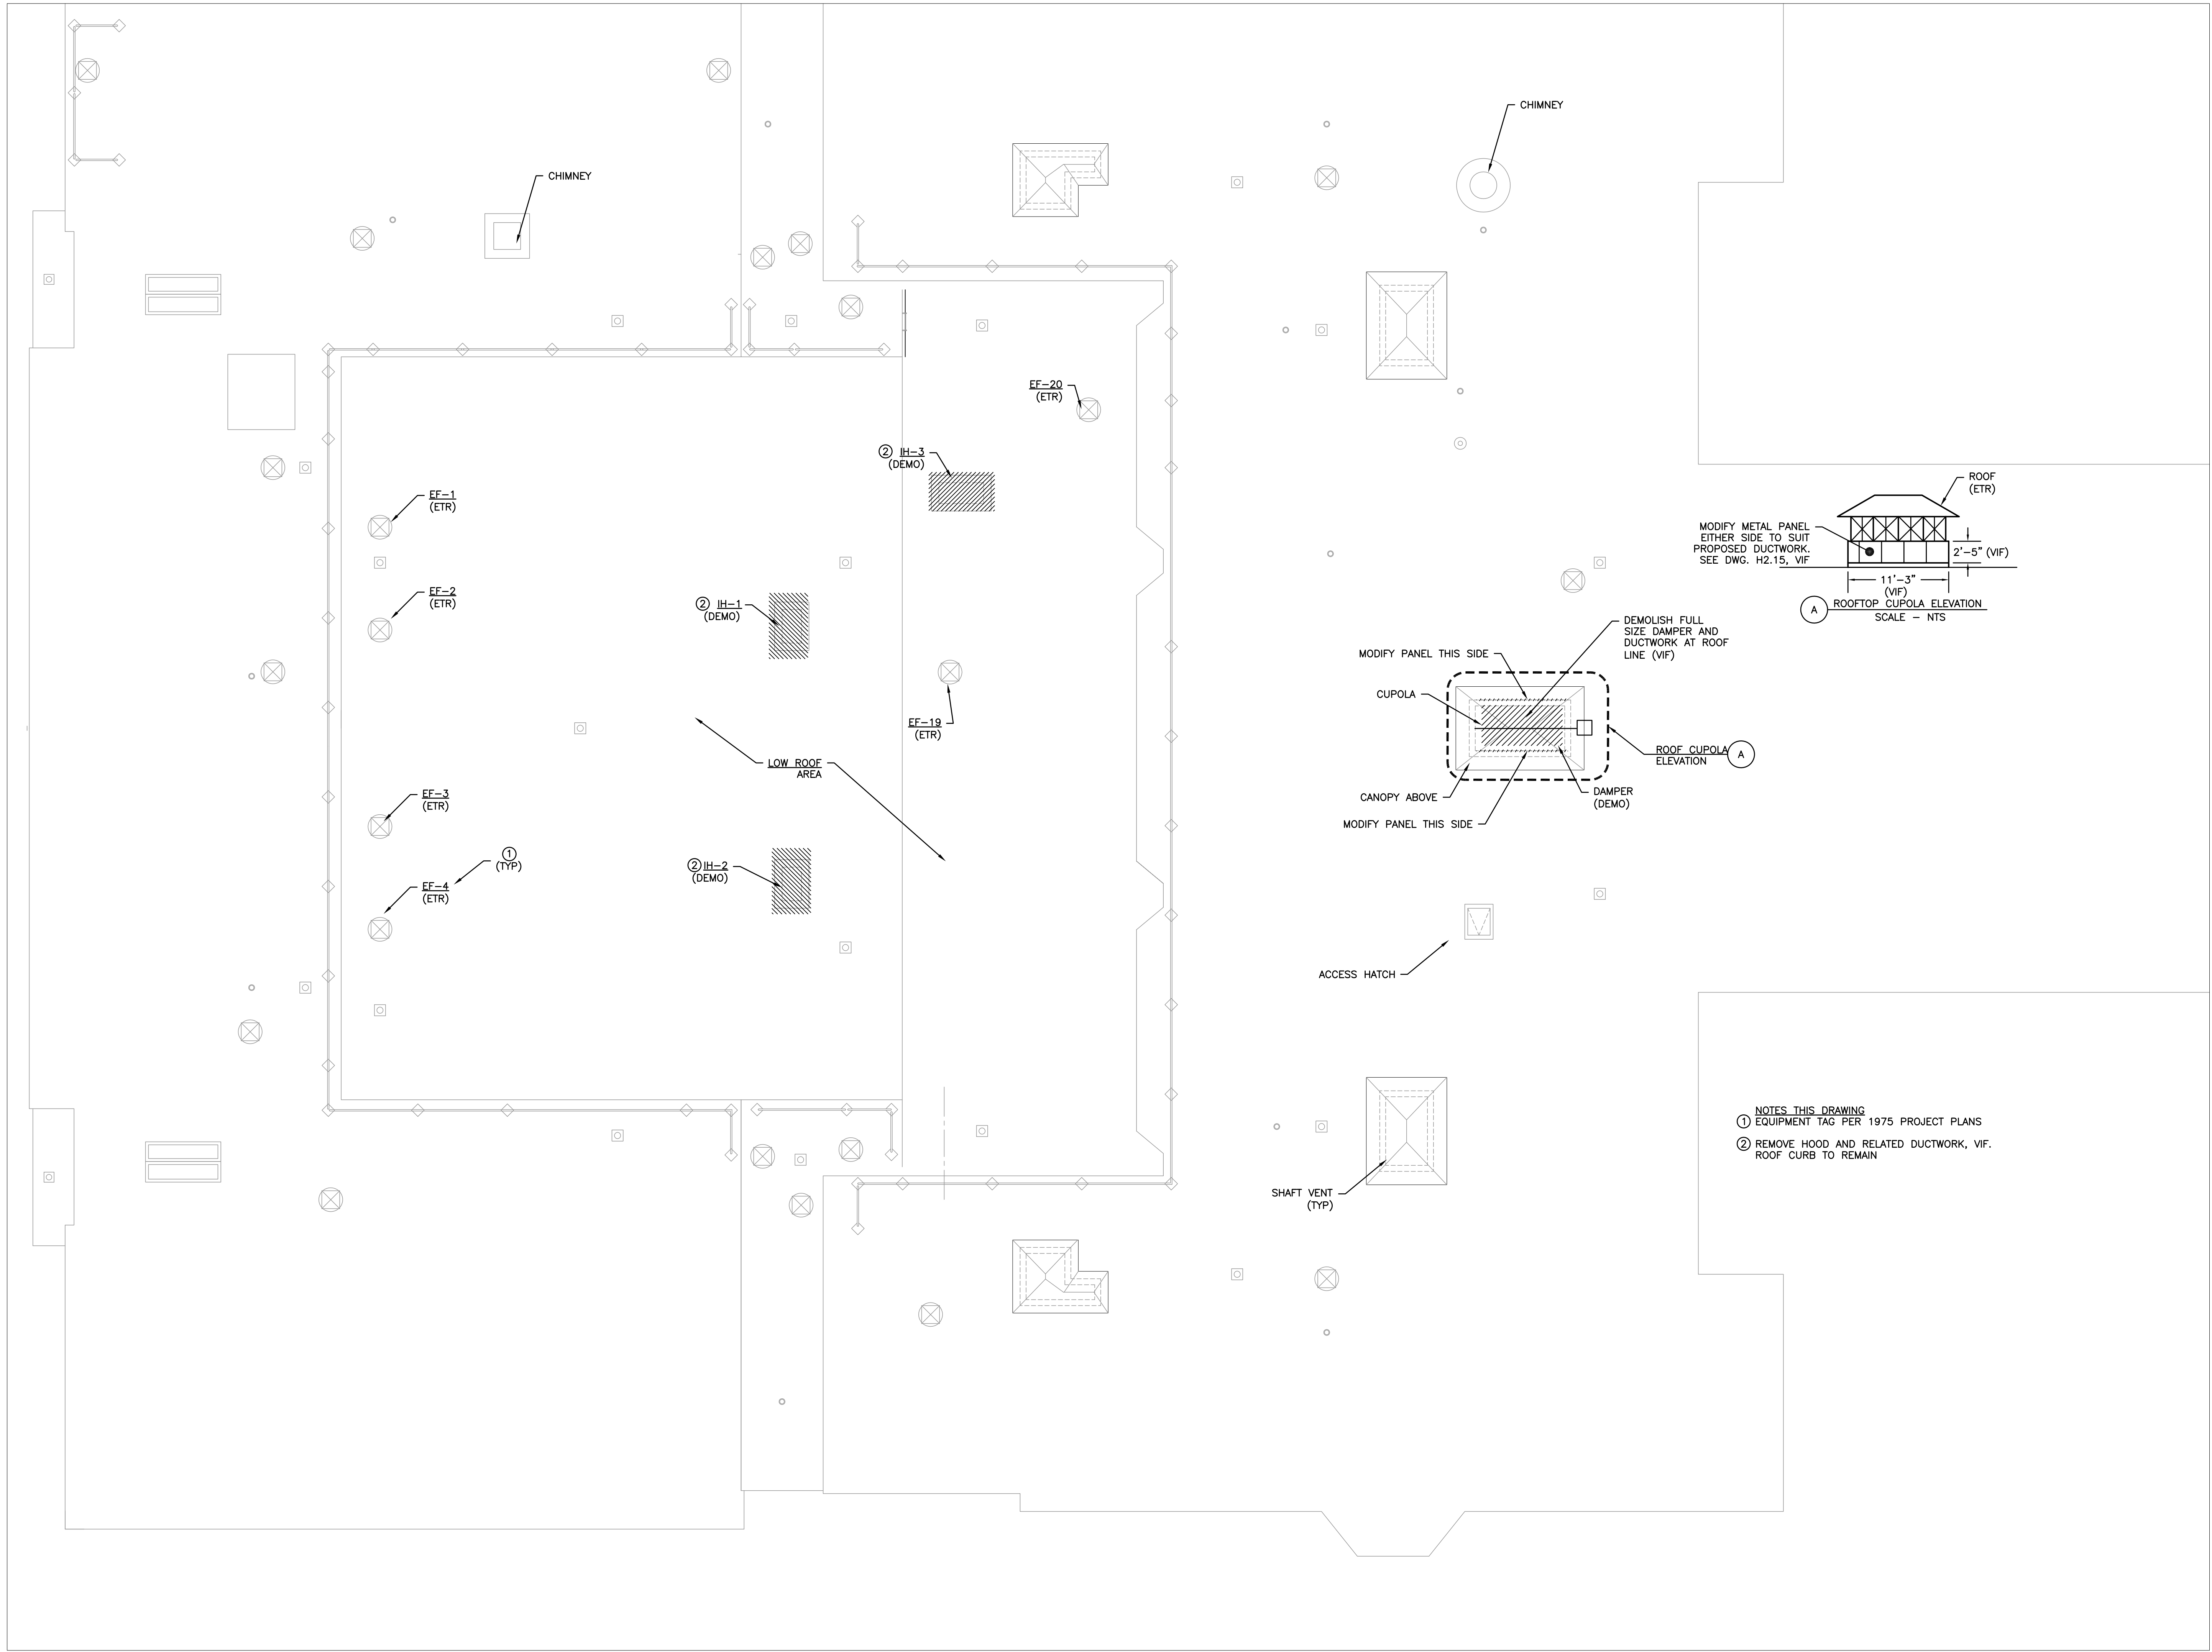 CHIMNEY
CHIMNEY
EF-20
(ETR)
② IH-3
(DEMO)
ROOF
(ETR)
EF-1
(ETR)
MODIFY METAL PANEL
EITHER SIDE TO SUIT
PROPOSED DUCTWORK.
SEE DWG. H2.15, VIF
2'-5" (VIF)
11'-3"
(VIF)
A ROOFTOP CUPOLA ELEVATION
SCALE - NTS
EF-2
(ETR)
② IH-1
(DEMO)
DEMOLISH FULL
SIZE DAMPER AND
DUCTWORK AT ROOF
LINE (VIF)
MODIFY PANEL THIS SIDE
CUPOLA
EF-19
(ETR)
ROOF CUPOLA
ELEVATION
A
LOW ROOF
AREA
CANOPY ABOVE
DAMPER
(DEMO)
MODIFY PANEL THIS SIDE
EF-3
(ETR)
①
(TYP)
② IH-2
(DEMO)
EF-4
(ETR)
ACCESS HATCH
NOTES THIS DRAWING
① EQUIPMENT TAG PER 1975 PROJECT PLANS
② REMOVE HOOD AND RELATED DUCTWORK, VIF.
ROOF CURB TO REMAIN
SHAFT VENT
(TYP)